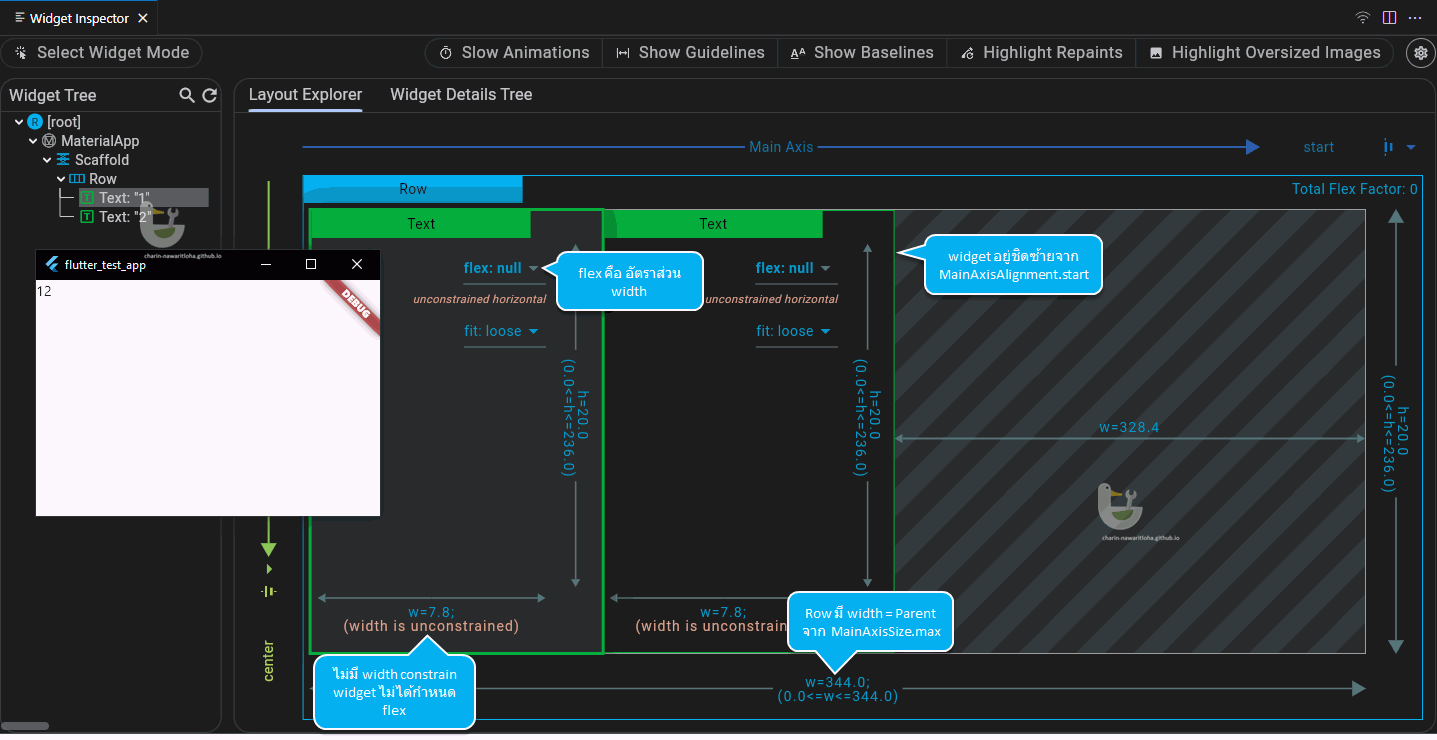 Widget Inspector
Select Widget Mode
Slow Animations
Show Guidelines
Show Baselines
Highlight Repaints
Highlight Oversized Images
Widget Tree
[root]
MaterialApp
Scaffold
Row
Text: "1"
Text: "2"
charin-nawaritloha.github.io
flutter_test_app
12
DEBUG
Layout Explorer
Widget Details Tree
Main Axis
start
Row
Total Flex Factor: 0
Text
Text
flex: null
unconstrained horizontal
fit: loose
flex คือ อัตราส่วน
width
flex: null
unconstrained horizontal
fit: loose
widget อยู่ชิดซ้ายจาก
MainAxisAlignment.start
h=20.0
(0.0<=h<=236.0)
h=20.0
(0.0<=h<=236.0)
w=328.4
h=20.0
(0.0<=h<=236.0)
charin-nawaritloha.github.io
w=7.8;
(width is unconstrained)
w=7.8;
(width is unconstrain
Row มี width = Parent
จาก MainAxisSize.max
center
ไม่มี width constrain
widget ไม่ได้กำหนด
flex
w=344.0;
(0.0<=w<=344.0)